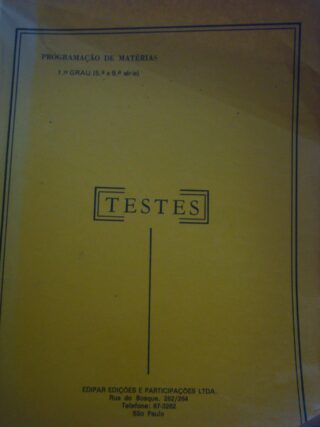 PROGRAMAÇÃO DE MATÉRIAS
1.º GRAU (5.ª a 8.ª série)
TESTES
EDIPAR EDIÇÕES E PARTICIPAÇÕES LTDA.
Rua do Bosque, 262/264
Telefone: 67-3282
São Paulo